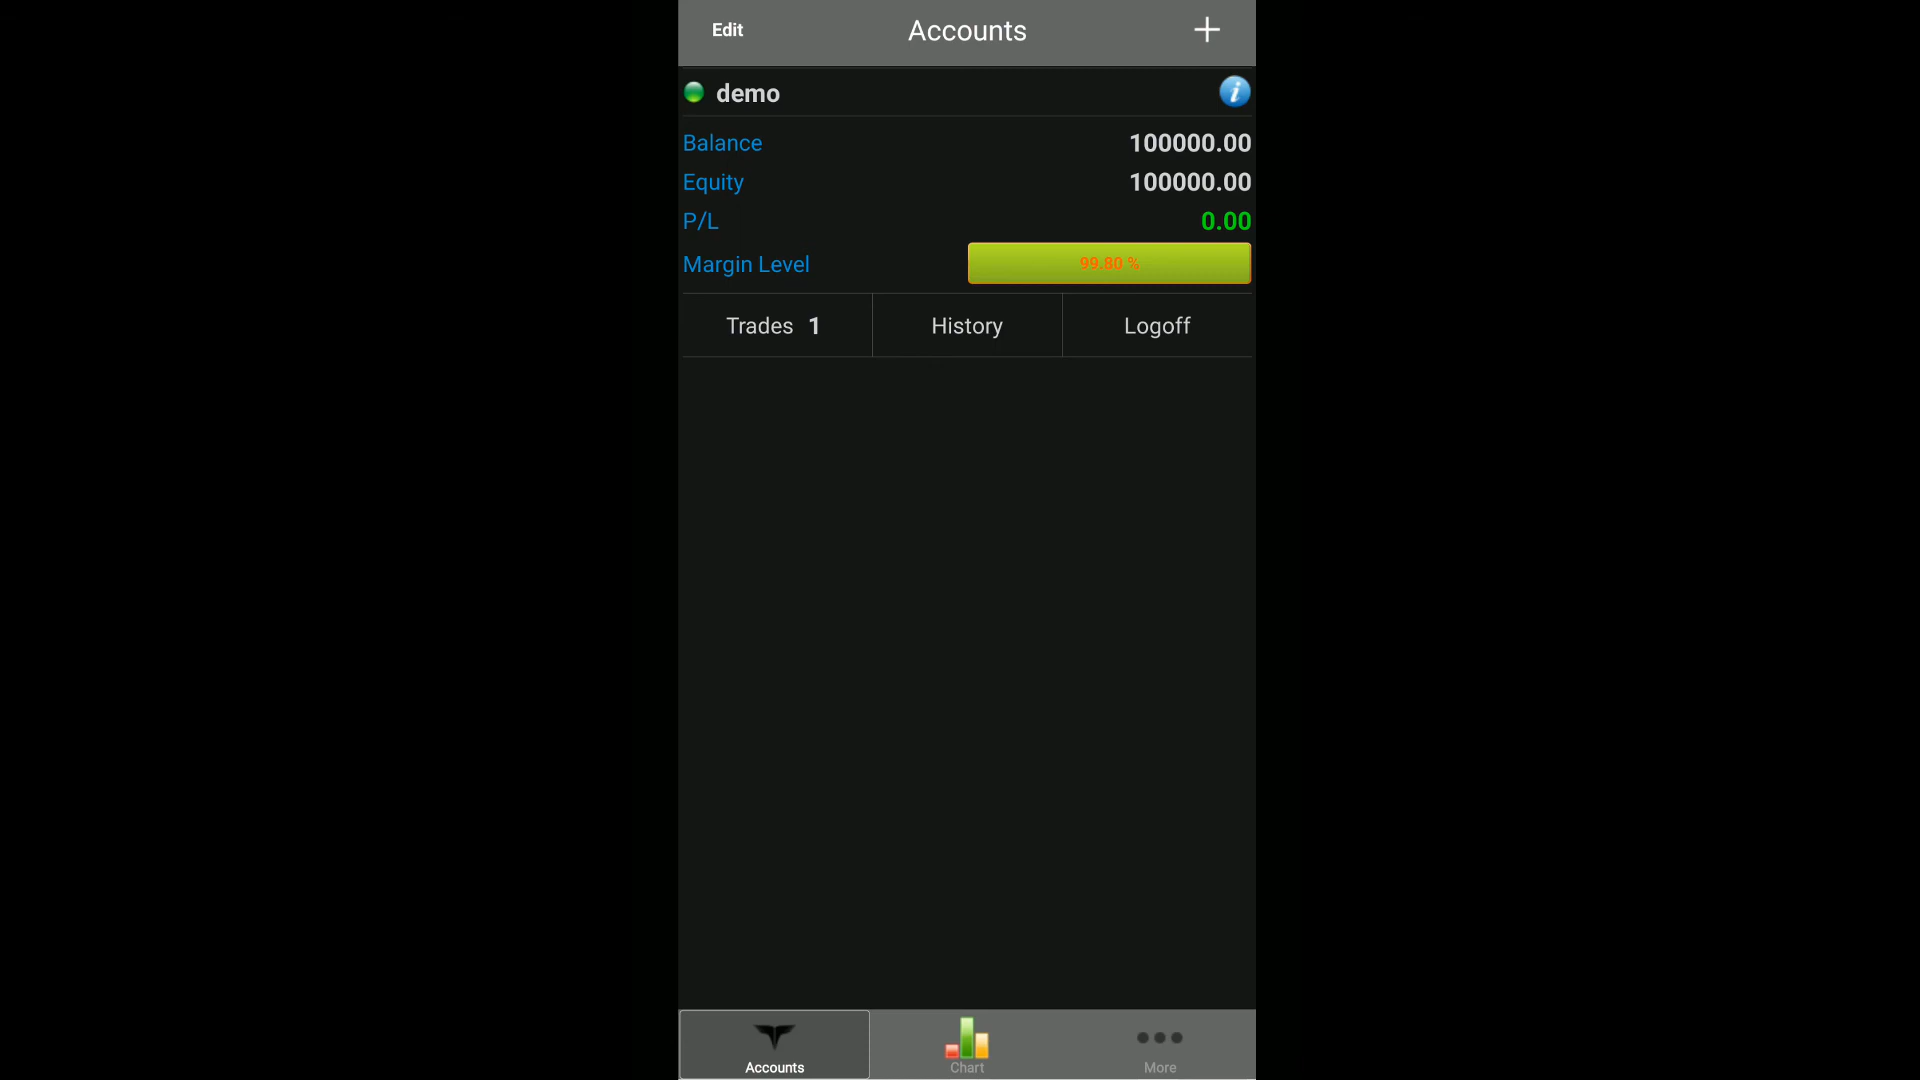 Edit Accounts +
demo i
Balance 100000.00
Equity 100000.00
P/L 0.00
Margin Level 99.80 %
Trades 1 History Logoff
Accounts Chart More